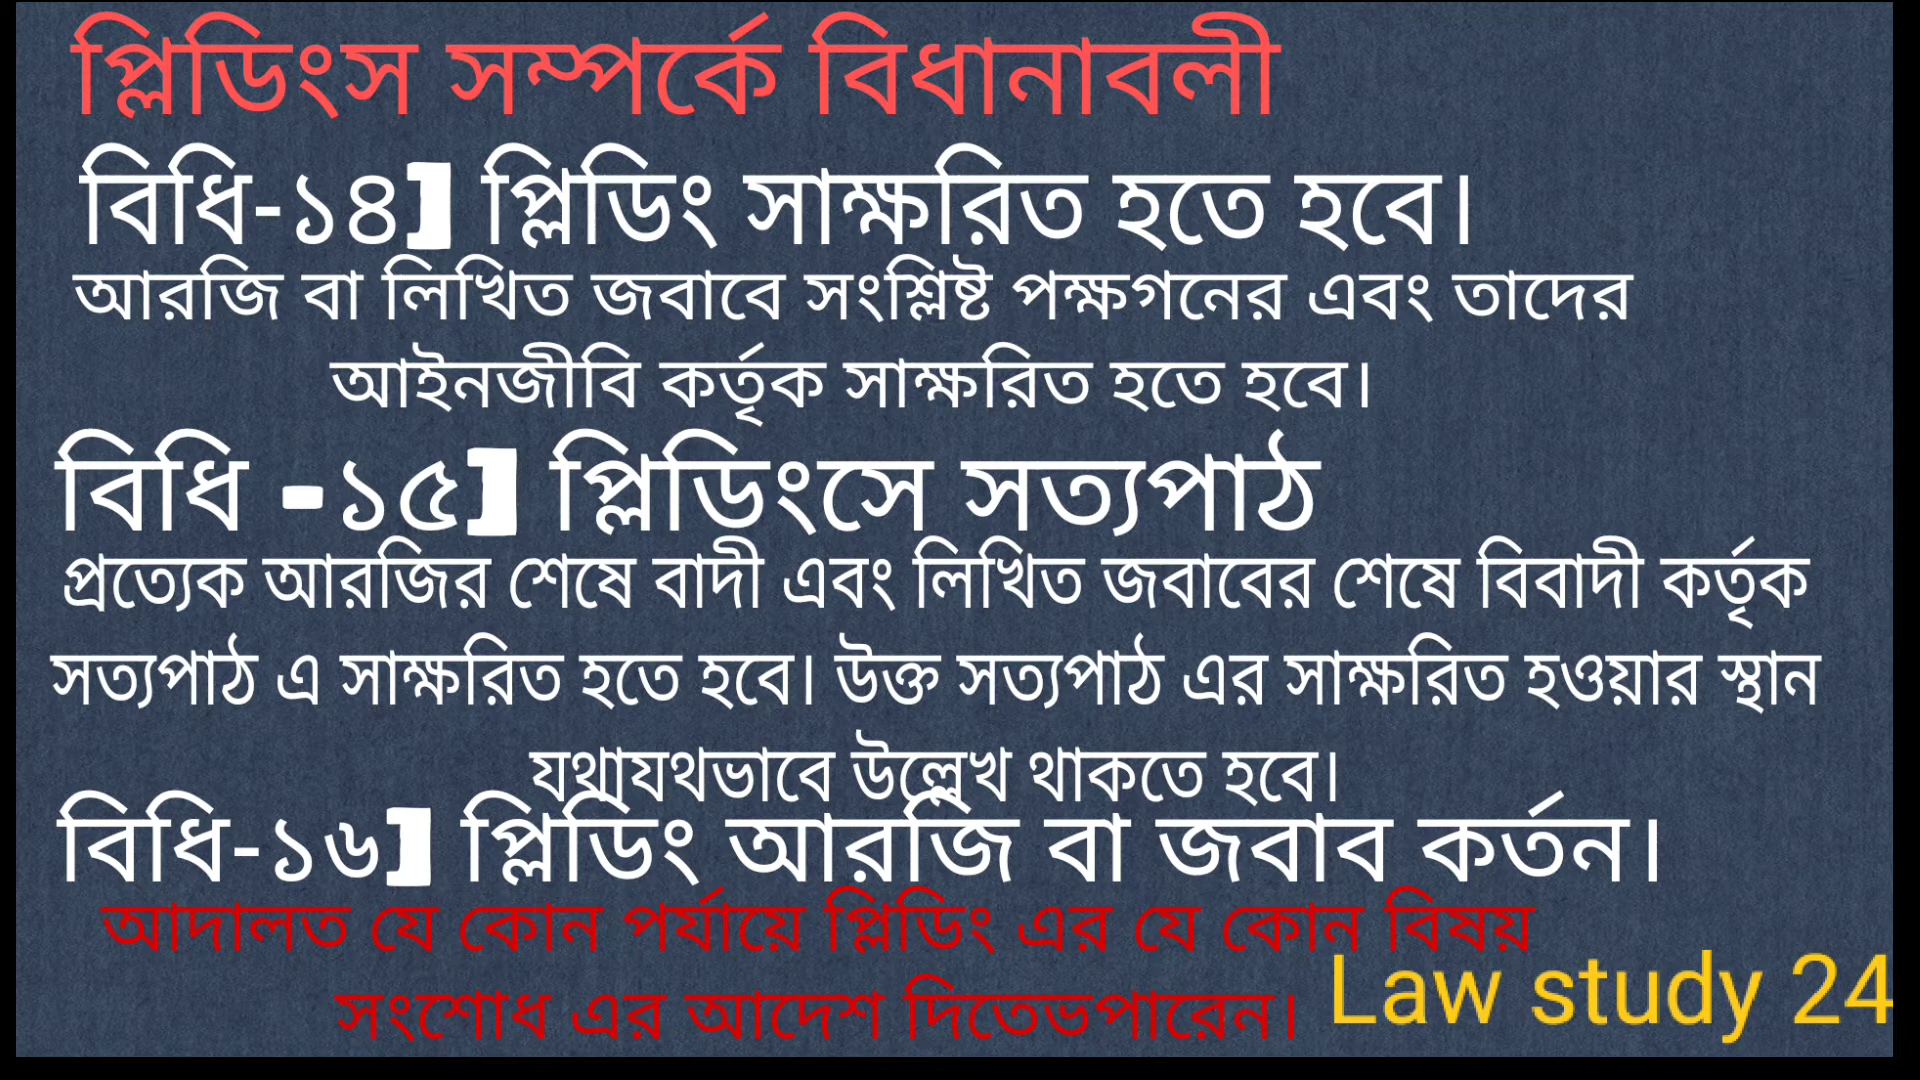 প্লিডিংস সম্পর্কে বিধানাবলী
বিধি-১৪] প্লিডিং সাক্ষরিত হতে হবে।
আরজি বা লিখিত জবাবে সংশ্লিষ্ট পক্ষগনের এবং তাদের
আইনজীবি কর্তৃক সাক্ষরিত হতে হবে।
বিধি -১৫] প্লিডিংসে সত্যপাঠ
প্রত্যেক আরজির শেষে বাদী এবং লিখিত জবাবের শেষে বিবাদী কর্তৃক
সত্যপাঠ এ সাক্ষরিত হতে হবে। উক্ত সত্যপাঠ এর সাক্ষরিত হওয়ার স্থান
যথাযথভাবে উল্লেখ থাকতে হবে।
বিধি-১৬] প্লিডিং আরজি বা জবাব কর্তন।
আদালত যে কোন পর্যায়ে প্লিডিং এর যে কোন বিষয়
সংশোধ এর আদেশ দিতেভপারেন।
Law study 24